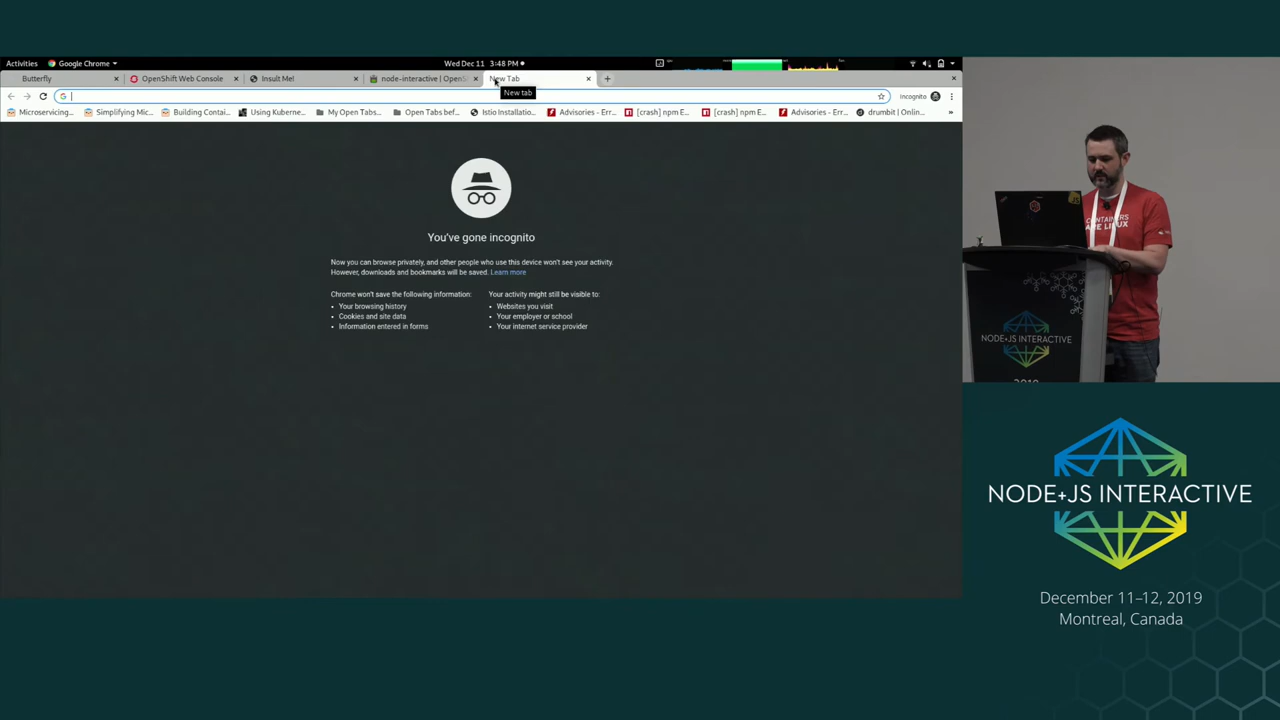 Activities Google Chrome Wed Dec 11 3:48 PM
Butterfly OpenShift Web Console Insult Me! node-interactive | OpenS New Tab
New tab
Incognito
Microservicing... Simplifying Mic... Building Contai... Using Kuberne... My Open Tabs... Open Tabs bef... Istio Installatio... Advisories - Err... [crash] npm E... [crash] npm E... Advisories - Err... drumbit | Onlin... »
You've gone incognito
Now you can browse privately, and other people who use this device won't see your activity.
However, downloads and bookmarks will be saved. Learn more
Chrome won't save the following information:
• Your browsing history
• Cookies and site data
• Information entered in forms
Your activity might still be visible to:
• Websites you visit
• Your employer or school
• Your internet service provider
CONTAINERS
ARE LINUX
JS
NODE+JS INTERACTIVE
2019
NODE+JS INTERACTIVE
December 11–12, 2019
Montreal, Canada